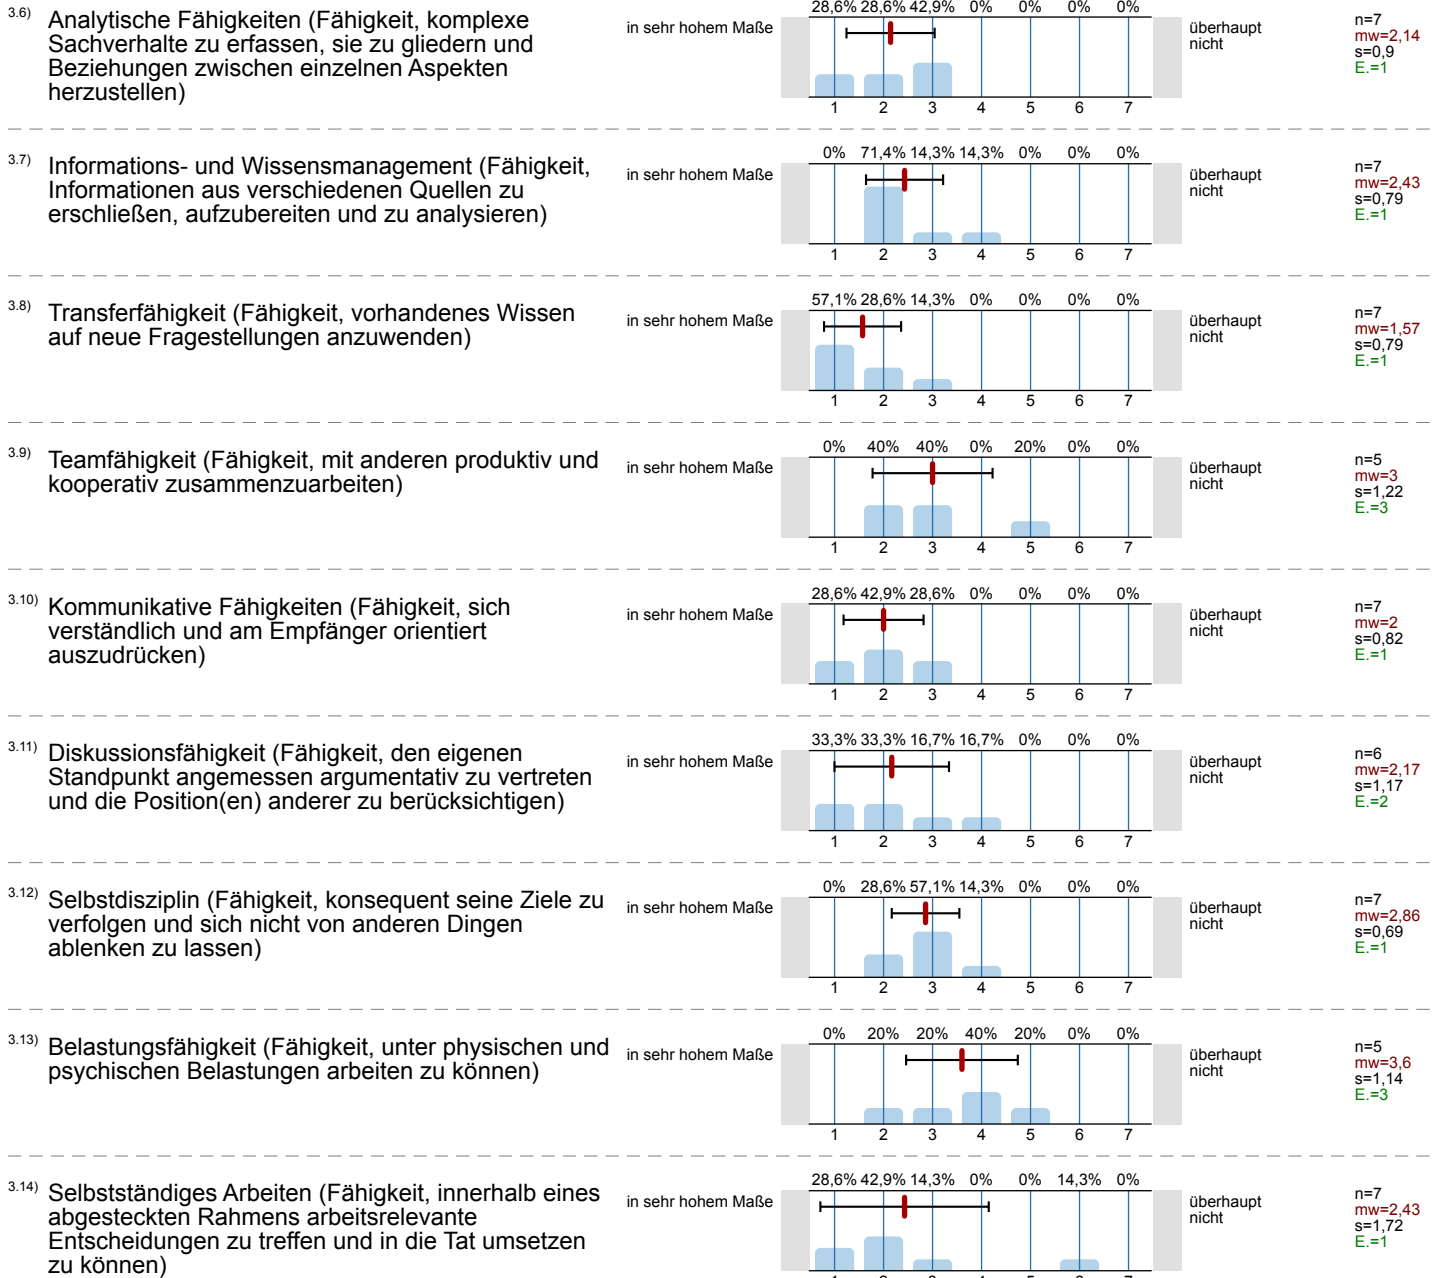 3.6) Analytische Fähigkeiten (Fähigkeit, komplexe
Sachverhalte zu erfassen, sie zu gliedern und
Beziehungen zwischen einzelnen Aspekten
herzustellen)
in sehr hohem Maße
28,6% 28,6% 42,9% 0% 0% 0% 0%
1 2 3 4 5 6 7
überhaupt
nicht
n=7
mw=2,14
s=0,9
E.=1
3.7) Informations- und Wissensmanagement (Fähigkeit,
Informationen aus verschiedenen Quellen zu
erschließen, aufzubereiten und zu analysieren)
in sehr hohem Maße
0% 71,4% 14,3% 14,3% 0% 0% 0%
1 2 3 4 5 6 7
überhaupt
nicht
n=7
mw=2,43
s=0,79
E.=1
3.8) Transferfähigkeit (Fähigkeit, vorhandenes Wissen
auf neue Fragestellungen anzuwenden)
in sehr hohem Maße
57,1% 28,6% 14,3% 0% 0% 0% 0%
1 2 3 4 5 6 7
überhaupt
nicht
n=7
mw=1,57
s=0,79
E.=1
3.9) Teamfähigkeit (Fähigkeit, mit anderen produktiv und
kooperativ zusammenzuarbeiten)
in sehr hohem Maße
0% 40% 40% 0% 20% 0% 0%
1 2 3 4 5 6 7
überhaupt
nicht
n=5
mw=3
s=1,22
E.=3
3.10) Kommunikative Fähigkeiten (Fähigkeit, sich
verständlich und am Empfänger orientiert
auszudrücken)
in sehr hohem Maße
28,6% 42,9% 28,6% 0% 0% 0% 0%
1 2 3 4 5 6 7
überhaupt
nicht
n=7
mw=2
s=0,82
E.=1
3.11) Diskussionsfähigkeit (Fähigkeit, den eigenen
Standpunkt angemessen argumentativ zu vertreten
und die Position(en) anderer zu berücksichtigen)
in sehr hohem Maße
33,3% 33,3% 16,7% 16,7% 0% 0% 0%
1 2 3 4 5 6 7
überhaupt
nicht
n=6
mw=2,17
s=1,17
E.=2
3.12) Selbstdisziplin (Fähigkeit, konsequent seine Ziele zu
verfolgen und sich nicht von anderen Dingen
ablenken zu lassen)
in sehr hohem Maße
0% 28,6% 57,1% 14,3% 0% 0% 0%
1 2 3 4 5 6 7
überhaupt
nicht
n=7
mw=2,86
s=0,69
E.=1
3.13) Belastungsfähigkeit (Fähigkeit, unter physischen und
psychischen Belastungen arbeiten zu können)
in sehr hohem Maße
0% 20% 20% 40% 20% 0% 0%
1 2 3 4 5 6 7
überhaupt
nicht
n=5
mw=3,6
s=1,14
E.=3
3.14) Selbstständiges Arbeiten (Fähigkeit, innerhalb eines
abgesteckten Rahmens arbeitsrelevante
Entscheidungen zu treffen und in die Tat umsetzen
zu können)
in sehr hohem Maße
28,6% 42,9% 14,3% 0% 0% 14,3% 0%
überhaupt
nicht
n=7
mw=2,43
s=1,72
E.=1